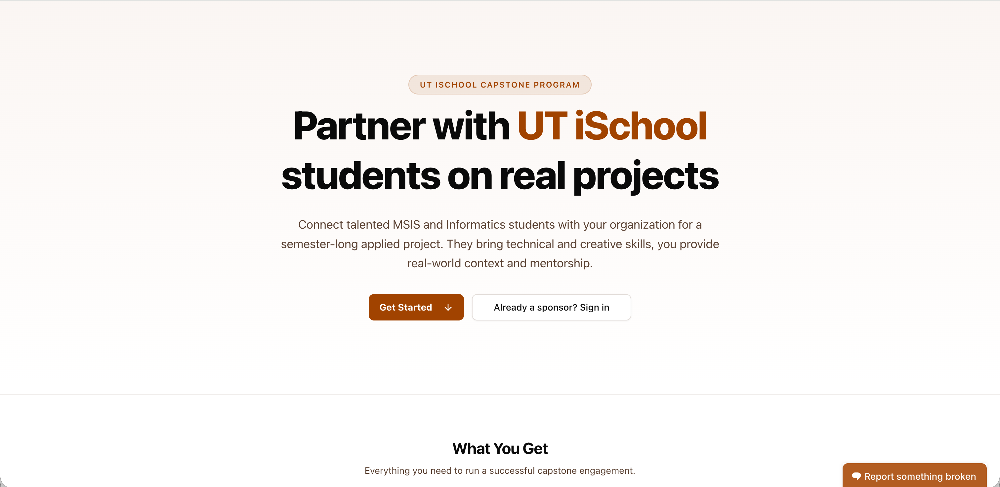 UT ISCHOOL CAPSTONE PROGRAM
Partner with UT iSchool
students on real projects
Connect talented MSIS and Informatics students with your organization for a
semester-long applied project. They bring technical and creative skills, you provide
real-world context and mentorship.
Get Started ↓
Already a sponsor? Sign in
What You Get
Everything you need to run a successful capstone engagement.
Report something broken